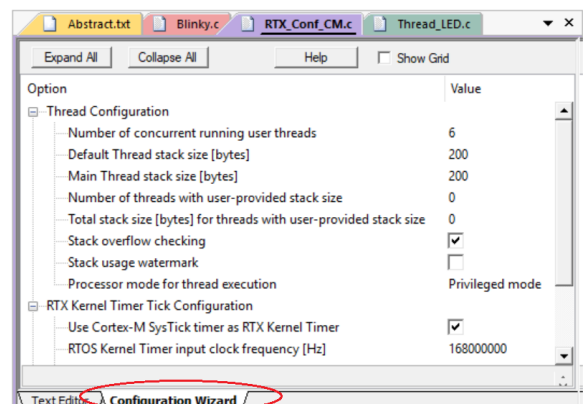 Abstract.txt Blinky.c RTX_Conf_CM.c Thread_LED.c
Expand All Collapse All Help Show Grid
Option Value
Thread Configuration
Number of concurrent running user threads 6
Default Thread stack size [bytes] 200
Main Thread stack size [bytes] 200
Number of threads with user-provided stack size 0
Total stack size [bytes] for threads with user-provided stack size 0
Stack overflow checking
Stack usage watermark
Processor mode for thread execution Privileged mode
RTX Kernel Timer Tick Configuration
Use Cortex-M SysTick timer as RTX Kernel Timer
RTOS Kernel Timer input clock frequency [Hz] 168000000
Text Editor Configuration Wizard